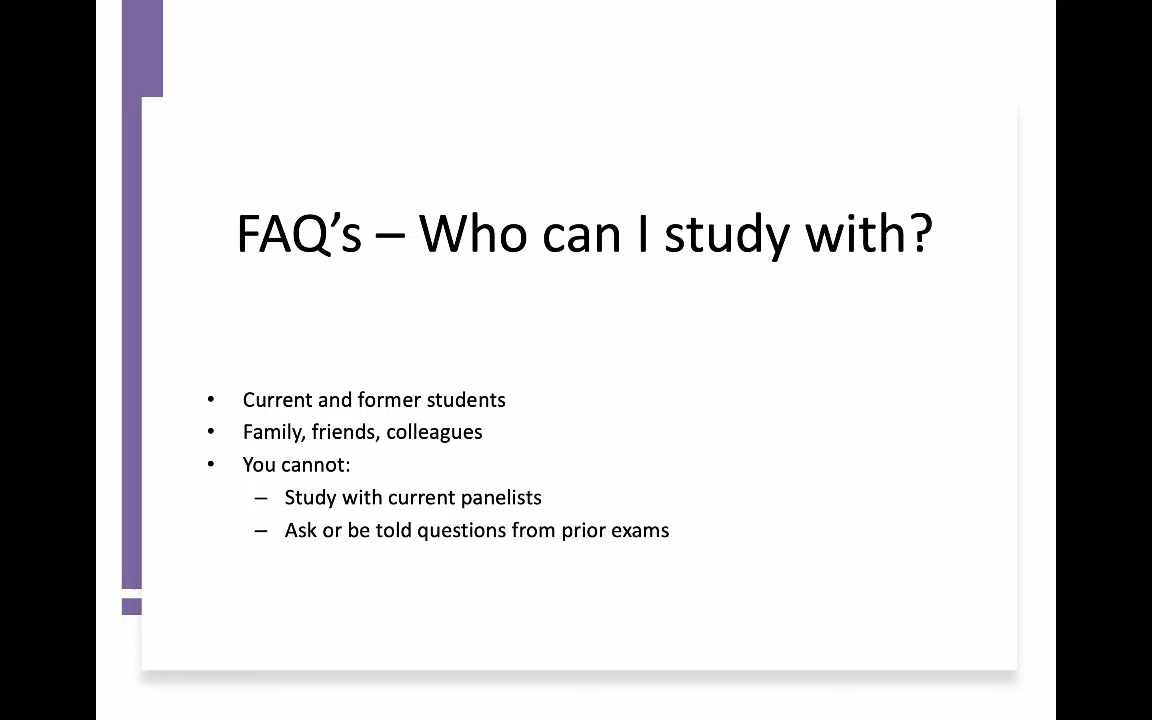 FAQ’s – Who can I study with?
• Current and former students
• Family, friends, colleagues
• You cannot:
– Study with current panelists
– Ask or be told questions from prior exams